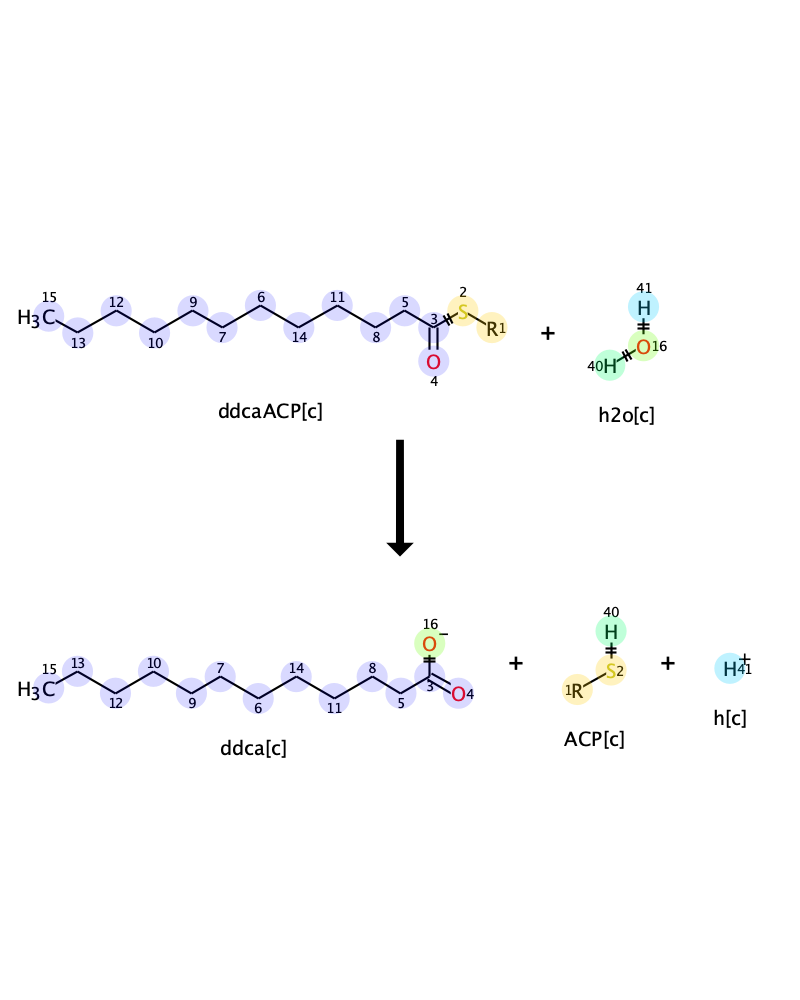 41
2
15 12 9 6 11 5
H3C 3 S R1 + H
13 10 7 14 8 O 40H O16
4
ddcaACP[c] h2o[c]
16 40
O− H
15 13 10 7 14 8 + S2 + H+41
H3C 3 O4 1R
12 9 6 11 5
ddca[c] ACP[c] h[c]